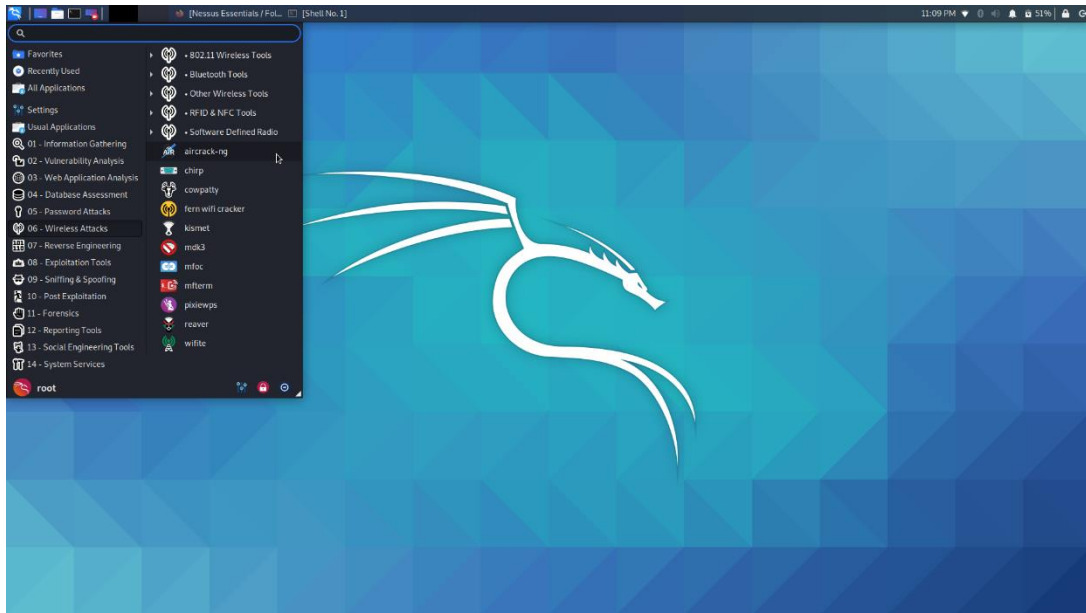 [Nessus Essentials / Fol...
[Shell No. 1]
11:09 PM
51%
Favorites
Recently Used
All Applications
Settings
Usual Applications
01 - Information Gathering
02 - Vulnerability Analysis
03 - Web Application Analysis
04 - Database Assessment
05 - Password Attacks
06 - Wireless Attacks
07 - Reverse Engineering
08 - Exploitation Tools
09 - Sniffing & Spoofing
10 - Post Exploitation
11 - Forensics
12 - Reporting Tools
13 - Social Engineering Tools
14 - System Services
• 802.11 Wireless Tools
• Bluetooth Tools
• Other Wireless Tools
• RFID & NFC Tools
• Software Defined Radio
aircrack-ng
chirp
cowpatty
fern wifi cracker
kismet
mdk3
mfoc
mfterm
pixiewps
reaver
wifite
root